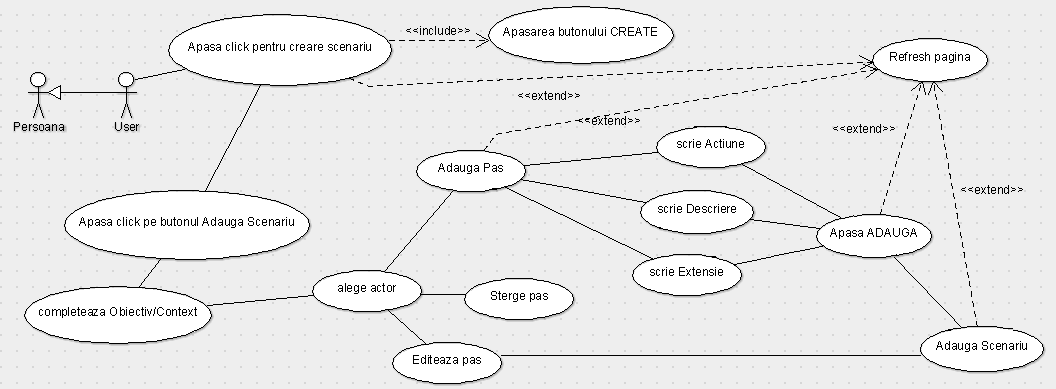 Apasa click pentru creare scenariu
<<include>>
Apasarea butonului CREATE
Refresh pagina
<<extend>>
<<extend>>
<<extend>>
<<extend>>
Persoana
User
Adauga Pas
scrie Actiune
scrie Descriere
scrie Extensie
Apasa ADAUGA
Apasa click pe butonul Adauga Scenariu
alege actor
Sterge pas
completeaza Obiectiv/Context
Editeaza pas
Adauga Scenariu